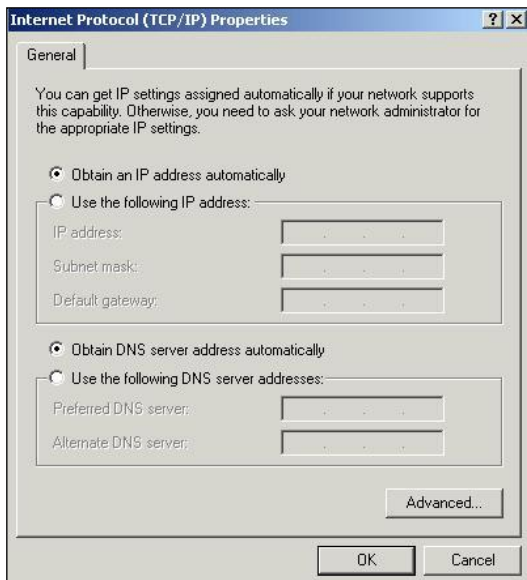 Internet Protocol (TCP/IP) Properties
General
You can get IP settings assigned automatically if your network supports
this capability. Otherwise, you need to ask your network administrator for
the appropriate IP settings.
Obtain an IP address automatically
Use the following IP address:
IP address:
Subnet mask:
Default gateway:
Obtain DNS server address automatically
Use the following DNS server addresses:
Preferred DNS server:
Alternate DNS server:
Advanced...
OK
Cancel